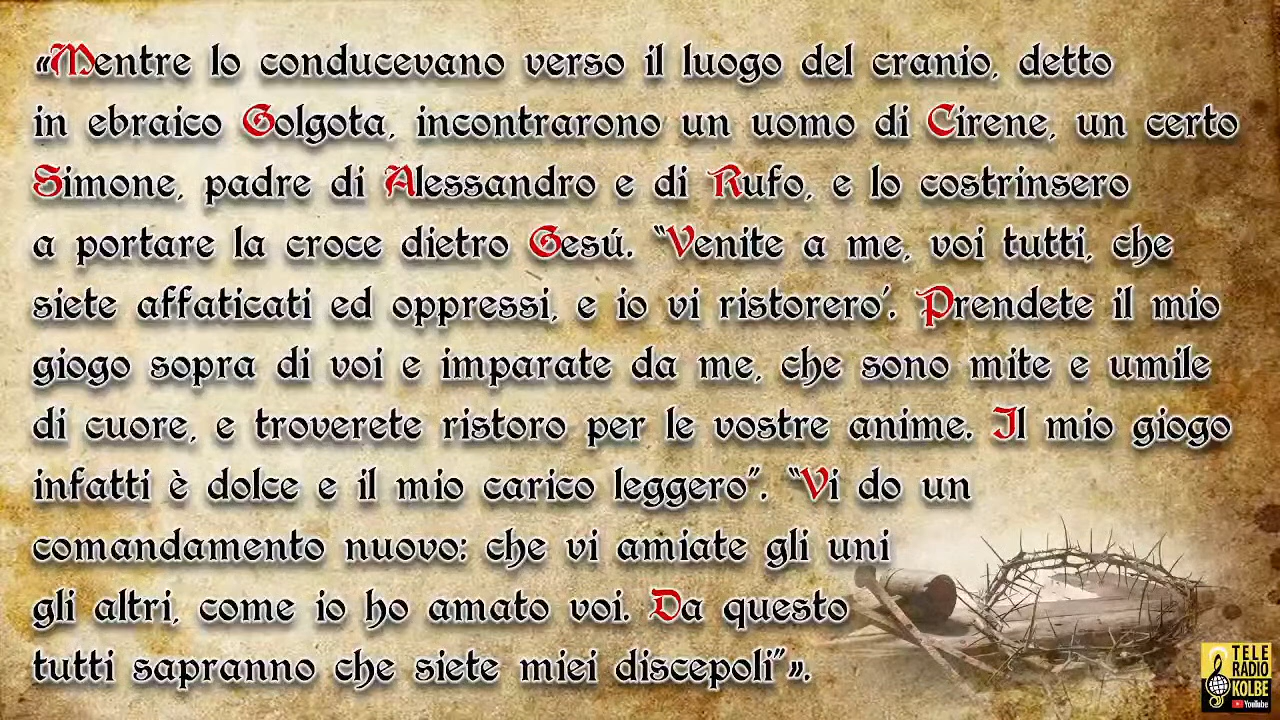 «Mentre lo conducevano verso il luogo del cranio, detto
in ebraico Golgota, incontrarono un uomo di Cirene, un certo
Simone, padre di Alessandro e di Rufo, e lo costrinsero
a portare la croce dietro Gesú. “Venite a me, voi tutti, che
siete affaticati ed oppressi, e io vi ristorero’. Prendete il mio
giogo sopra di voi e imparate da me, che sono mite e umile
di cuore, e troverete ristoro per le vostre anime. Il mio giogo
infatti è dolce e il mio carico leggero”. “Vi do un
comandamento nuovo: che vi amiate gli uni
gli altri, come io ho amato voi. Da questo
tutti sapranno che siete miei discepoli”».
TELE
RADIO
KOLBE
YouTube